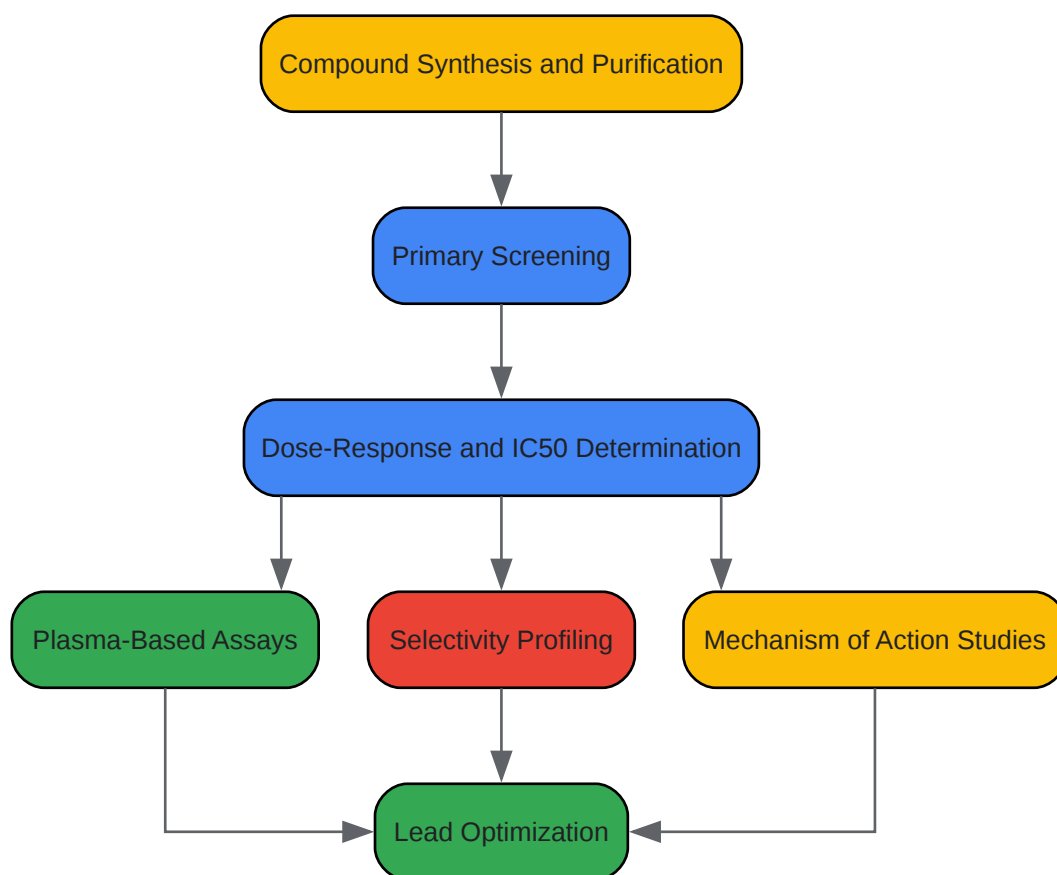 Compound Synthesis and Purification
Primary Screening
Dose-Response and IC50 Determination
Plasma-Based Assays
Selectivity Profiling
Mechanism of Action Studies
Lead Optimization